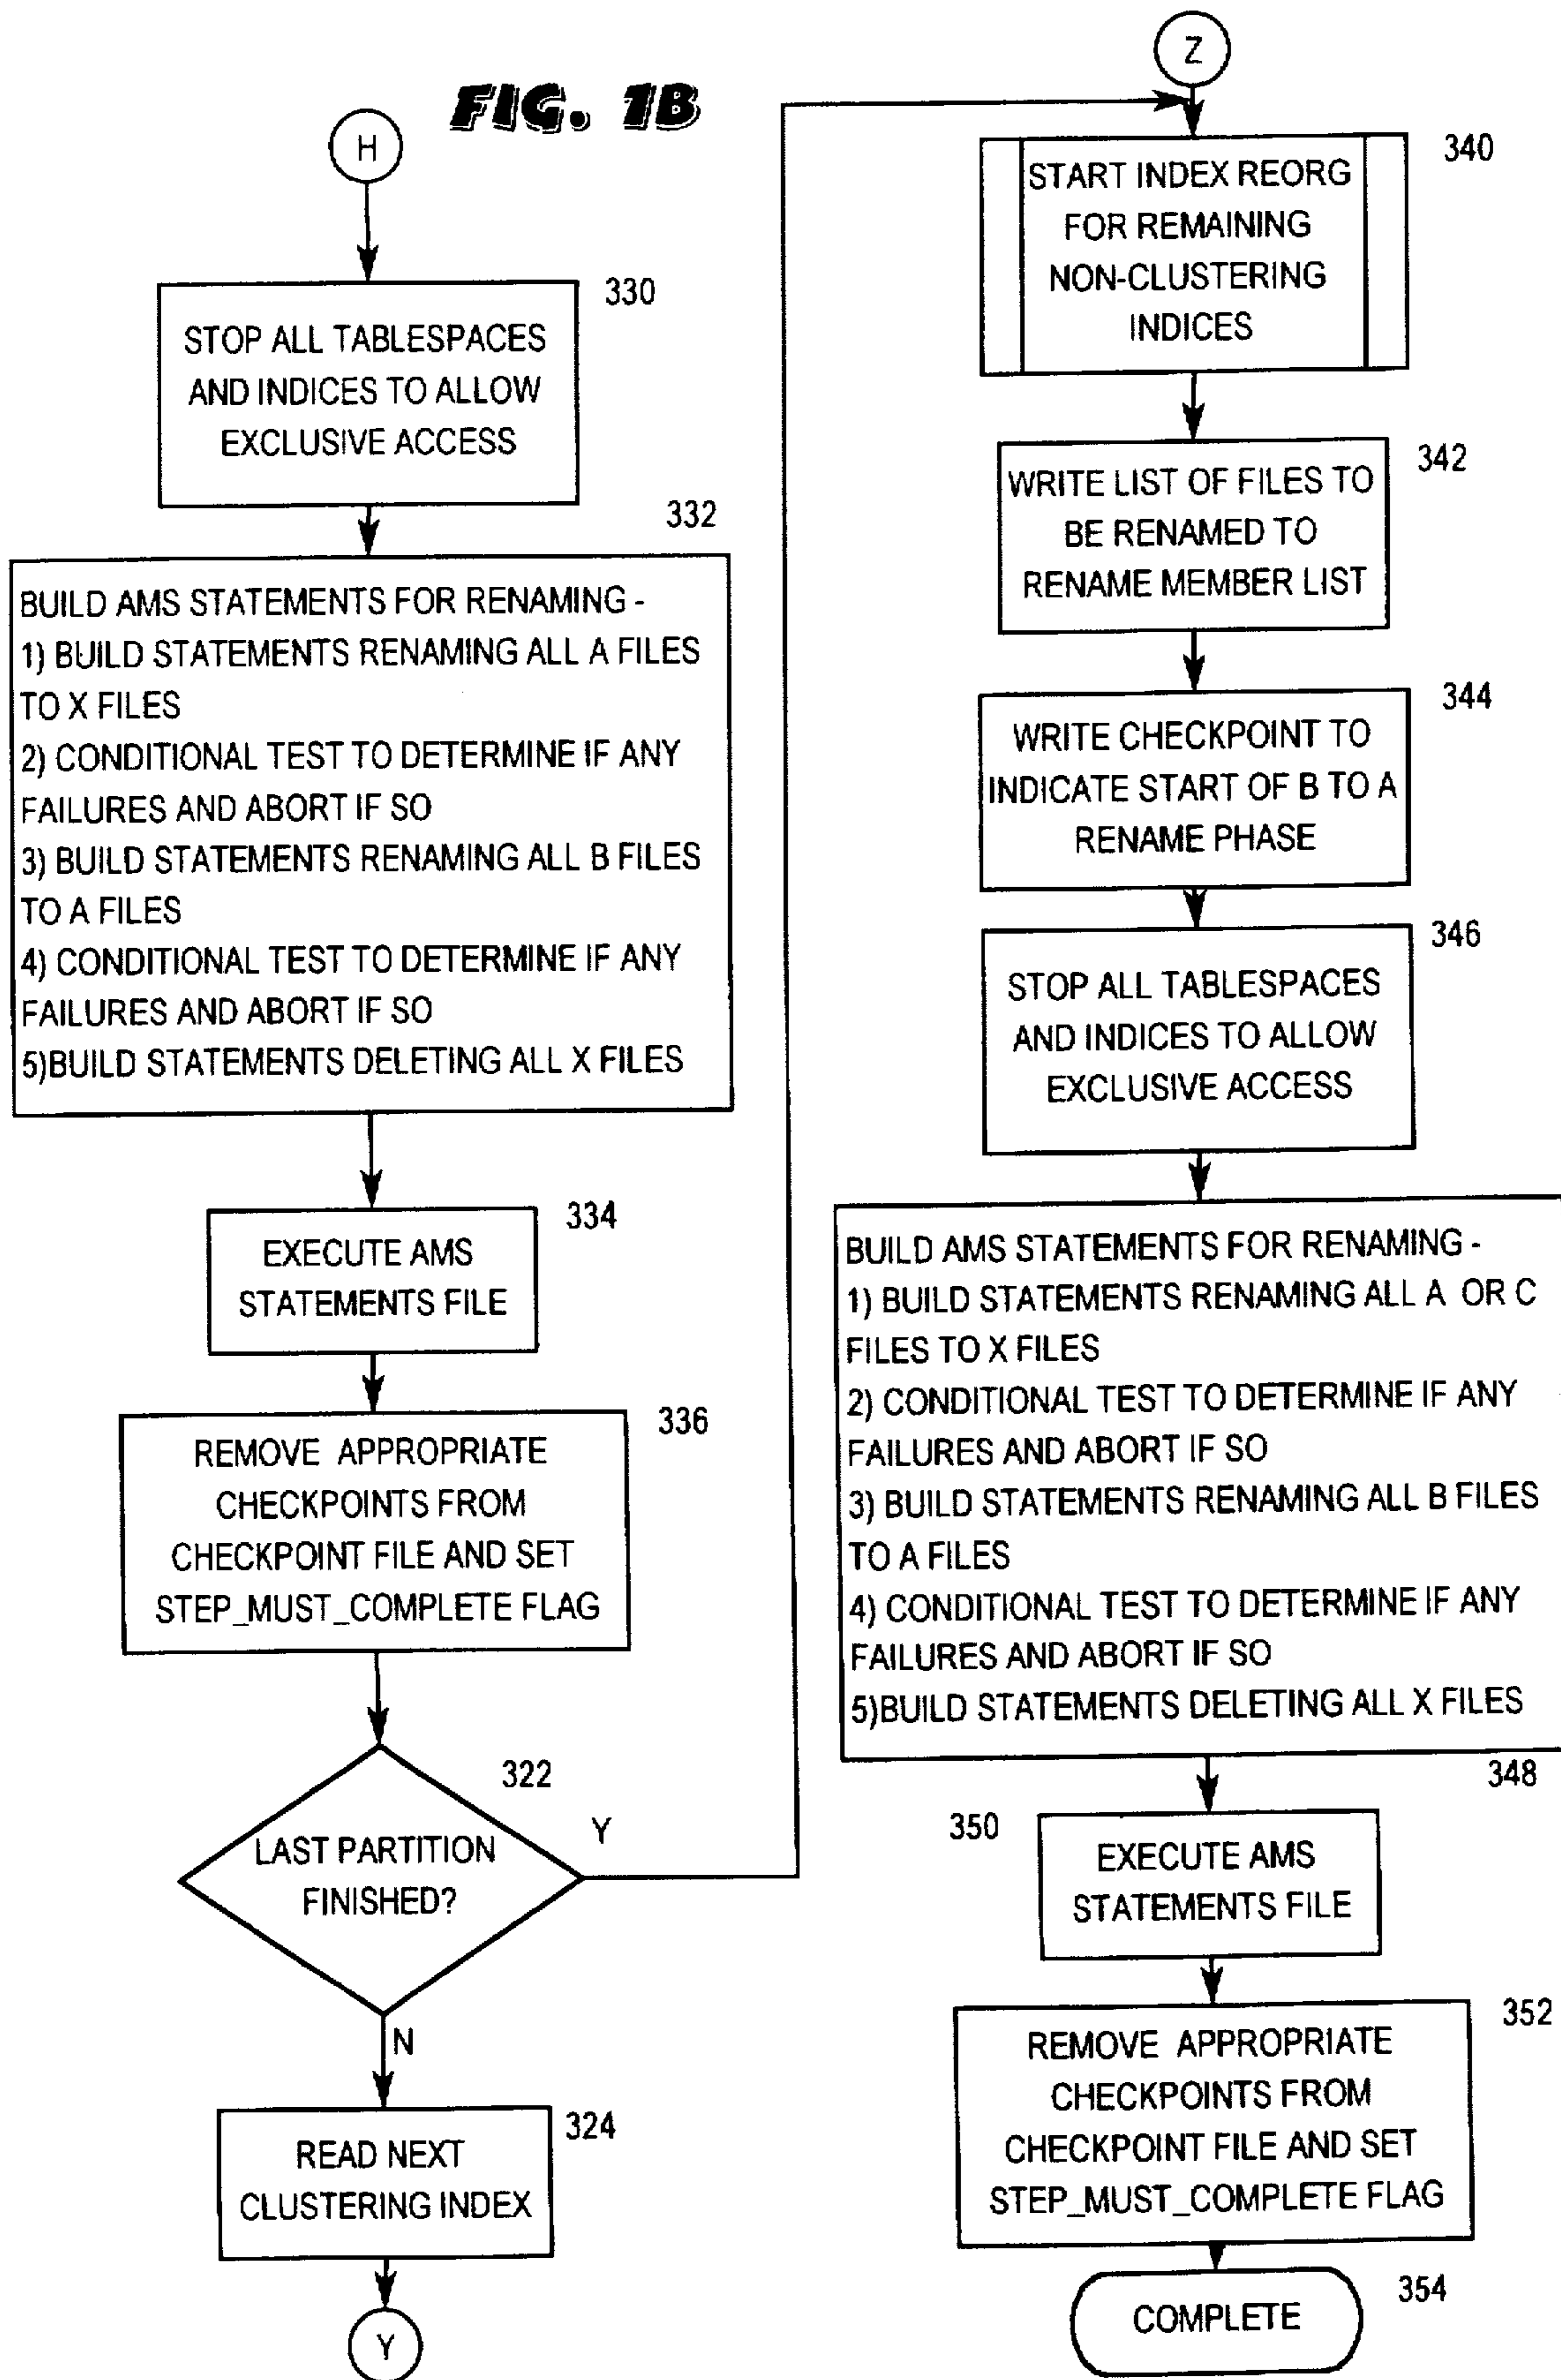 FIG. 1B
H
330
STOP ALL TABLESPACES
AND INDICES TO ALLOW
EXCLUSIVE ACCESS
332
BUILD AMS STATEMENTS FOR RENAMING -
1) BUILD STATEMENTS RENAMING ALL A FILES
TO X FILES
2) CONDITIONAL TEST TO DETERMINE IF ANY
FAILURES AND ABORT IF SO
3) BUILD STATEMENTS RENAMING ALL B FILES
TO A FILES
4) CONDITIONAL TEST TO DETERMINE IF ANY
FAILURES AND ABORT IF SO
5)BUILD STATEMENTS DELETING ALL X FILES
334
EXECUTE AMS
STATEMENTS FILE
336
REMOVE APPROPRIATE
CHECKPOINTS FROM
CHECKPOINT FILE AND SET
STEP_MUST_COMPLETE FLAG
322
LAST PARTITION
FINISHED?
Y
N
324
READ NEXT
CLUSTERING INDEX
Y
Z
340
START INDEX REORG
FOR REMAINING
NON-CLUSTERING
INDICES
342
WRITE LIST OF FILES TO
BE RENAMED TO
RENAME MEMBER LIST
344
WRITE CHECKPOINT TO
INDICATE START OF B TO A
RENAME PHASE
346
STOP ALL TABLESPACES
AND INDICES TO ALLOW
EXCLUSIVE ACCESS
BUILD AMS STATEMENTS FOR RENAMING -
1) BUILD STATEMENTS RENAMING ALL A OR C
FILES TO X FILES
2) CONDITIONAL TEST TO DETERMINE IF ANY
FAILURES AND ABORT IF SO
3) BUILD STATEMENTS RENAMING ALL B FILES
TO A FILES
4) CONDITIONAL TEST TO DETERMINE IF ANY
FAILURES AND ABORT IF SO
5)BUILD STATEMENTS DELETING ALL X FILES
348
350
EXECUTE AMS
STATEMENTS FILE
352
REMOVE APPROPRIATE
CHECKPOINTS FROM
CHECKPOINT FILE AND SET
STEP_MUST_COMPLETE FLAG
354
COMPLETE